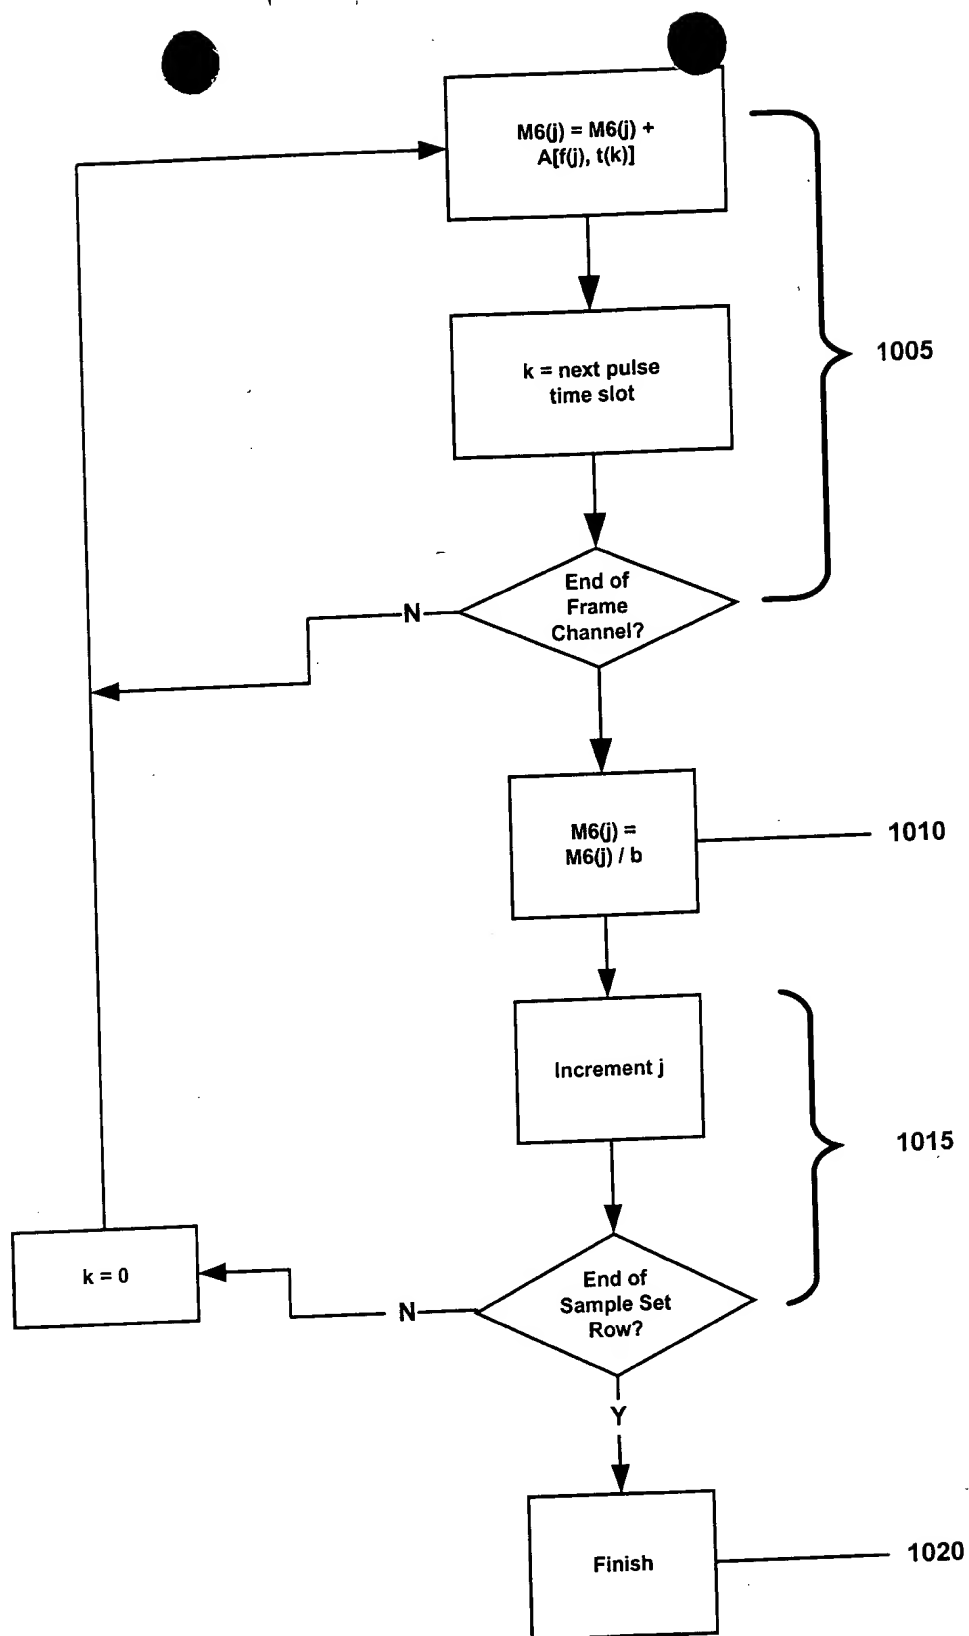 M6(j) = M6(j) +
A[f(j), t(k)]
k = next pulse
time slot
1005
End of
Frame
Channel?
N
M6(j) =
M6(j) / b
1010
Increment j
1015
k = 0
N
End of
Sample Set
Row?
Y
Finish
1020